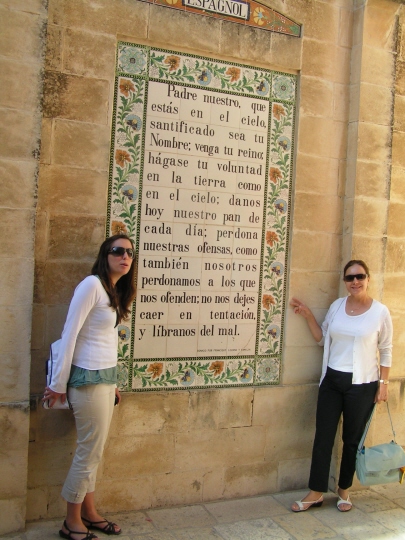 ESPAGNOL
Padre nuestro, que
estás en el cielo,
santificado sea tu
Nombre; venga tu reino;
hágase tu voluntad
en la tierra como
en el cielo; danos
hoy nuestro pan de
cada día; perdona
nuestras ofensas, como
también nosotros
perdonamos a los que
nos ofenden; no nos dejes
caer en tentación,
y líbranos del mal.